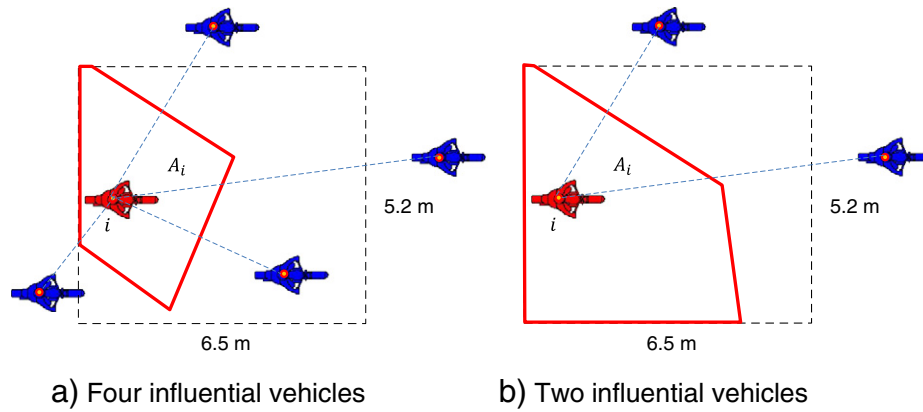 A_i
i
5.2 m
6.5 m
a) Four influential vehicles
A_i
i
5.2 m
6.5 m
b) Two influential vehicles